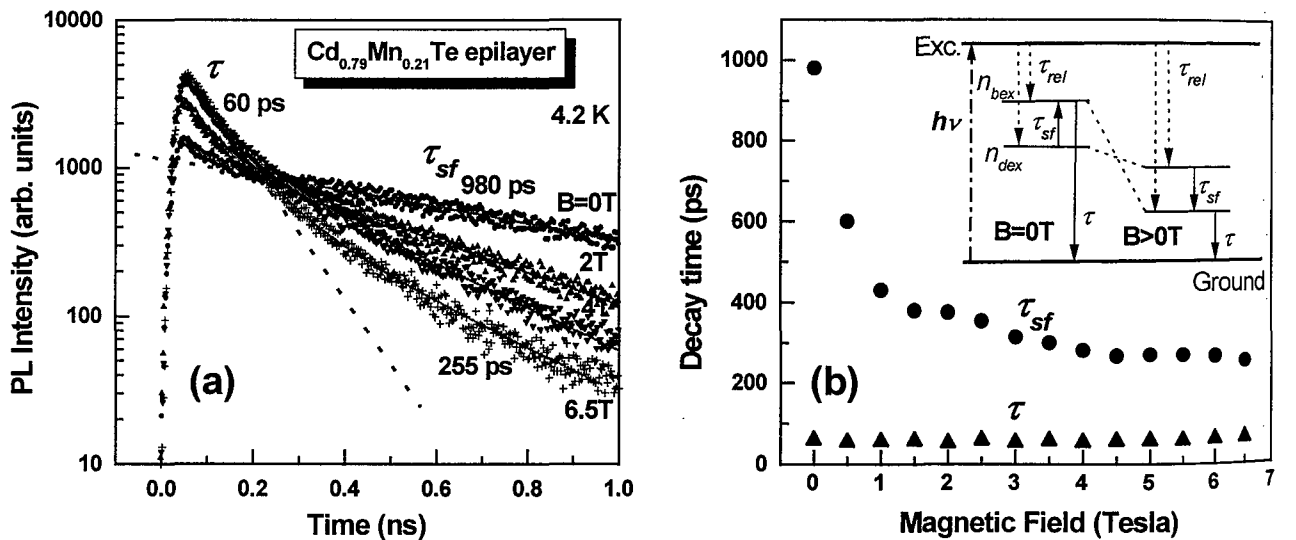 10000
1000
100
10
PL Intensity (arb. units)
Cd0.79Mn0.21Te epilayer
4.2 K
τ
60 ps
τsf
980 ps
B=0T
2T
255 ps
6.5T
(a)
0.0 0.2 0.4 0.6 0.8 1.0
Time (ns)
1000
800
600
400
200
0
Decay time (ps)
Exc.
τrel
τrel
nbex
hν
τsf
ndex
τsf
τ
B=0T
B>0T
τ
Ground
τsf
(b)
τ
0 1 2 3 4 5 6 7
Magnetic Field (Tesla)